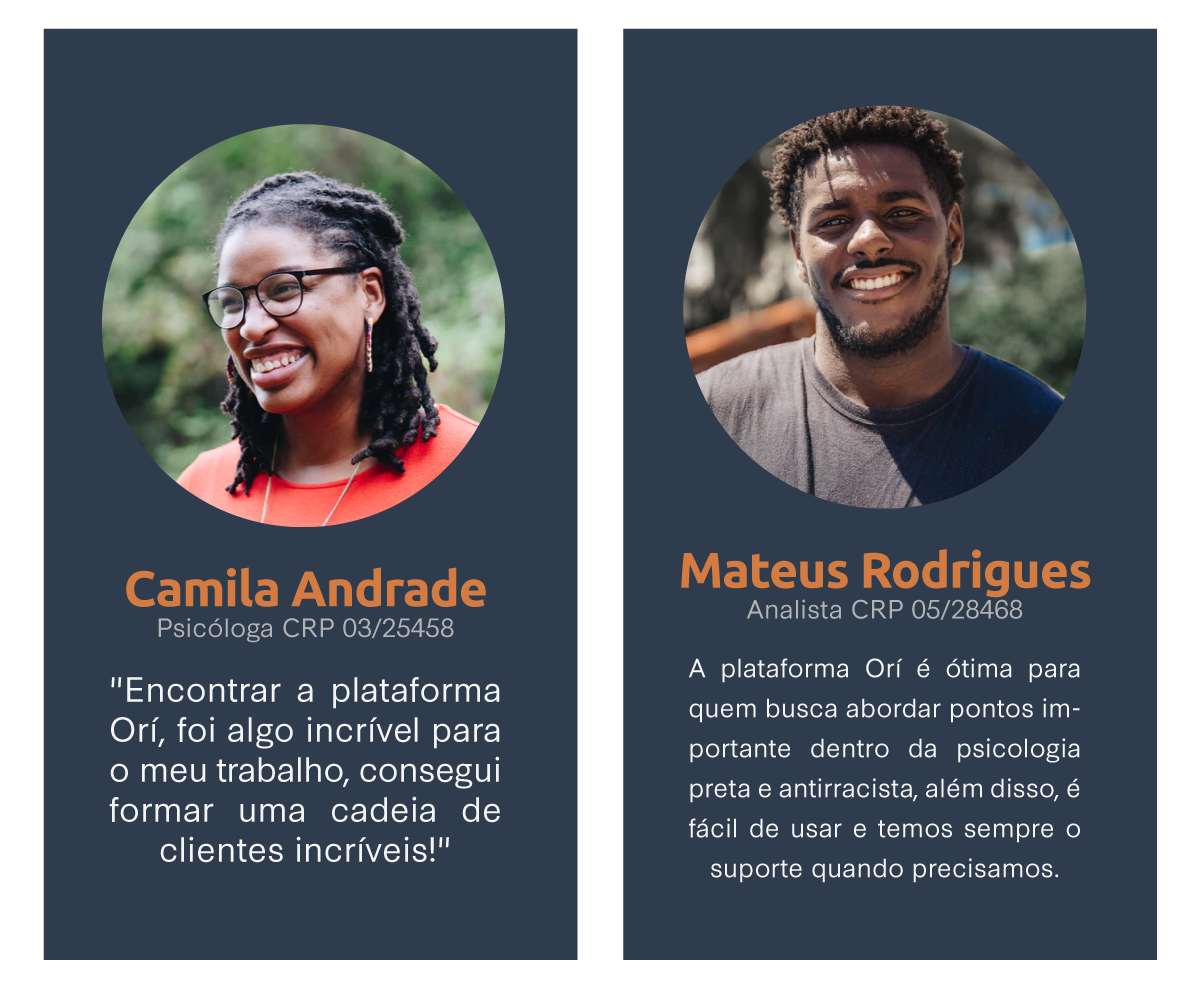 Camila Andrade
Psicóloga CRP 03/25458
"Encontrar a plataforma
Orí, foi algo incrível para
o meu trabalho, consegui
formar uma cadeia de
clientes incríveis!"
Mateus Rodrigues
Analista CRP 05/28468
A plataforma Orí é ótima para
quem busca abordar pontos im-
portante dentro da psicologia
preta e antirracista, além disso, é
fácil de usar e temos sempre o
suporte quando precisamos.